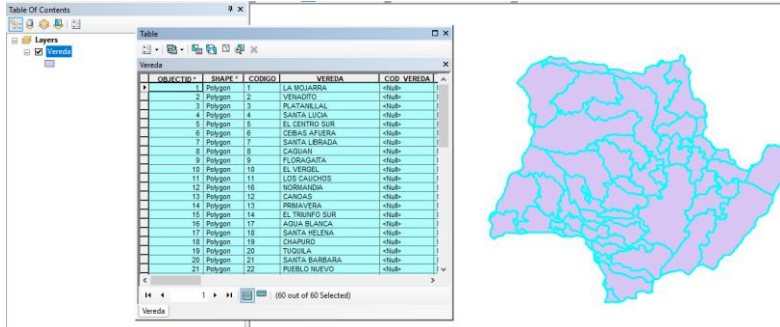 Table Of Contents
Layers
Vereda
Table
Vereda
OBJECTID * SHAPE * CODIGO VEREDA COD_VEREDA
1 Polygon 1 LA MOJARRA <Null>
2 Polygon 2 VENADITO <Null>
3 Polygon 3 PLATANILLAL <Null>
4 Polygon 4 SANTA LUCIA <Null>
5 Polygon 5 EL CENTRO SUR <Null>
6 Polygon 6 CEIBAS AFUERA <Null>
7 Polygon 7 SANTA LIBRADA <Null>
8 Polygon 8 CAGUAN <Null>
9 Polygon 9 FLORAGAITA <Null>
10 Polygon 10 EL VERGEL <Null>
11 Polygon 11 LOS CAUCHOS <Null>
12 Polygon 16 NORMANDIA <Null>
13 Polygon 12 CANOAS <Null>
14 Polygon 13 PRIMAVERA <Null>
15 Polygon 14 EL TRIUNFO SUR <Null>
16 Polygon 17 AGUA BLANCA <Null>
17 Polygon 18 SANTA HELENA <Null>
18 Polygon 19 CHAPURO <Null>
19 Polygon 20 TUQUILA <Null>
20 Polygon 21 SANTA BARBARA <Null>
21 Polygon 22 PUEBLO NUEVO <Null>
1 (60 out of 60 Selected)
Vereda